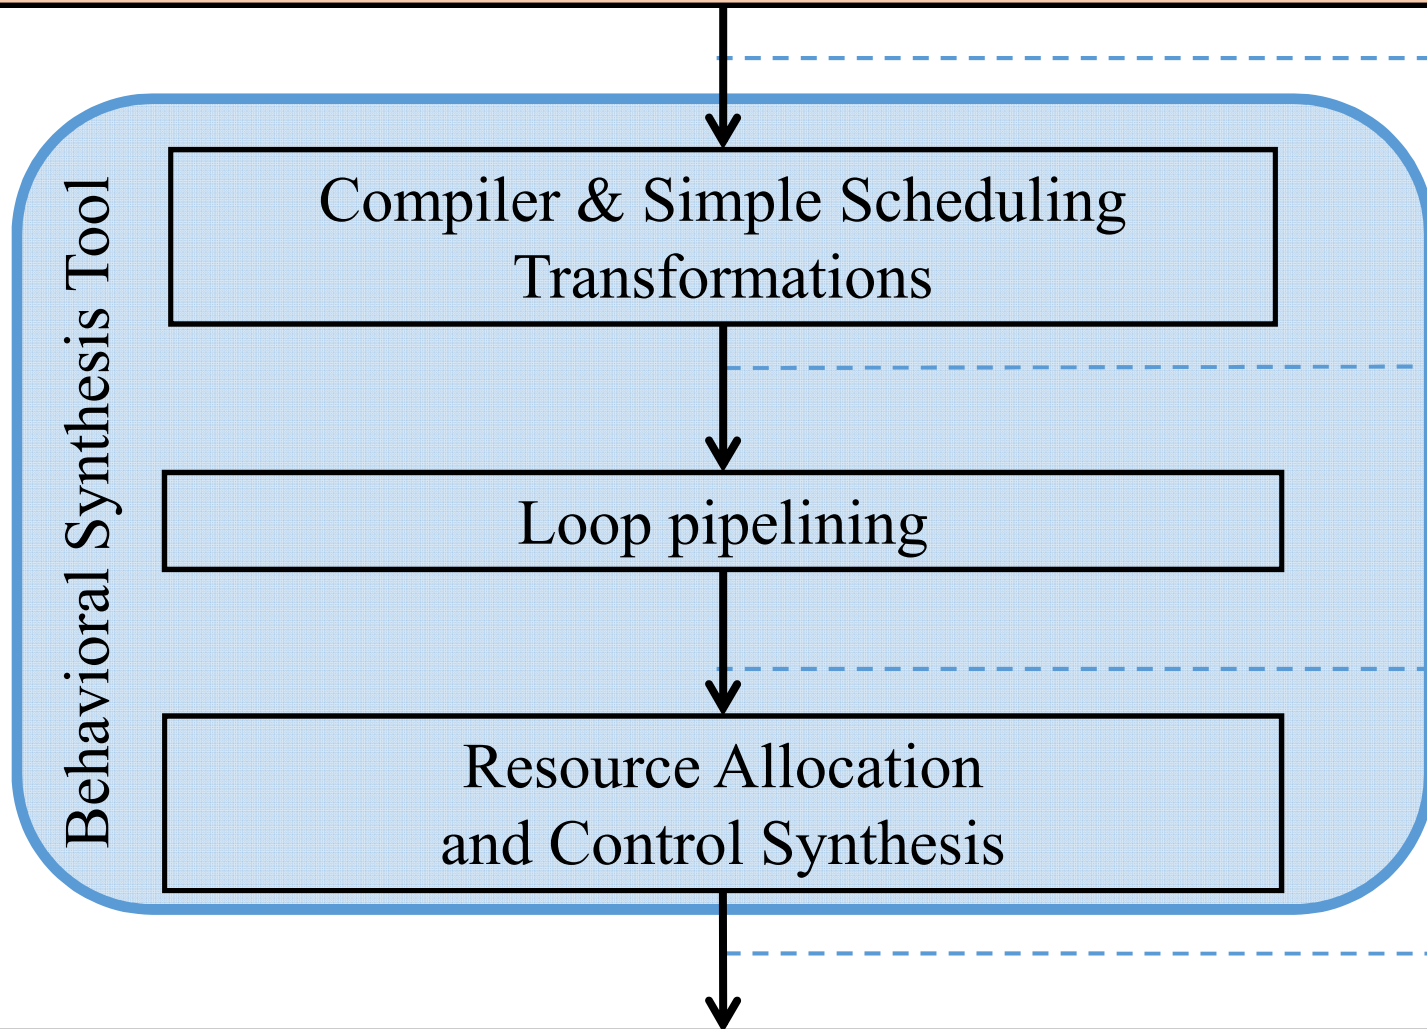 Behavioral Synthesis Tool
Compiler & Simple Scheduling
Transformations
Loop pipelining
Resource Allocation
and Control Synthesis